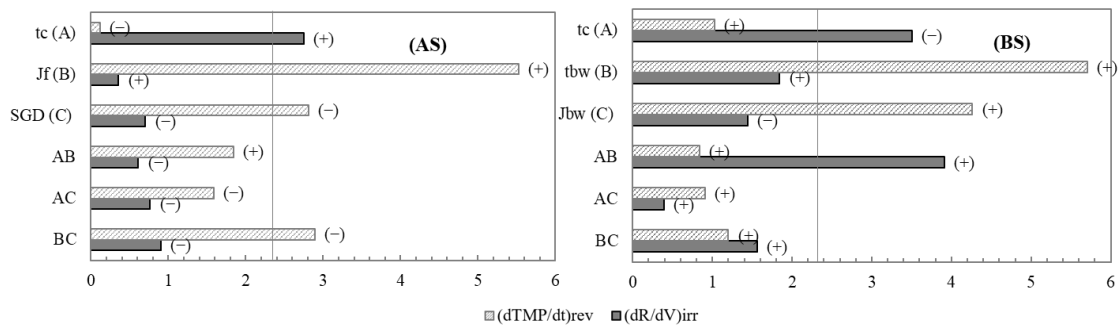 tc (A)
(−)
(+)
(AS)
Jf (B)
(+)
(+)
SGD (C)
(−)
(−)
AB
(+)
(−)
AC
(−)
(−)
BC
(−)
(−)
0 1 2 3 4 5 6
tc (A)
(+)
(−)
(BS)
tbw (B)
(+)
(+)
Jbw (C)
(+)
(−)
AB
(+)
(+)
AC
(+)
(+)
BC
(+)
(+)
0 1 2 3 4 5 6
(dTMP/dt)rev (dR/dV)irr